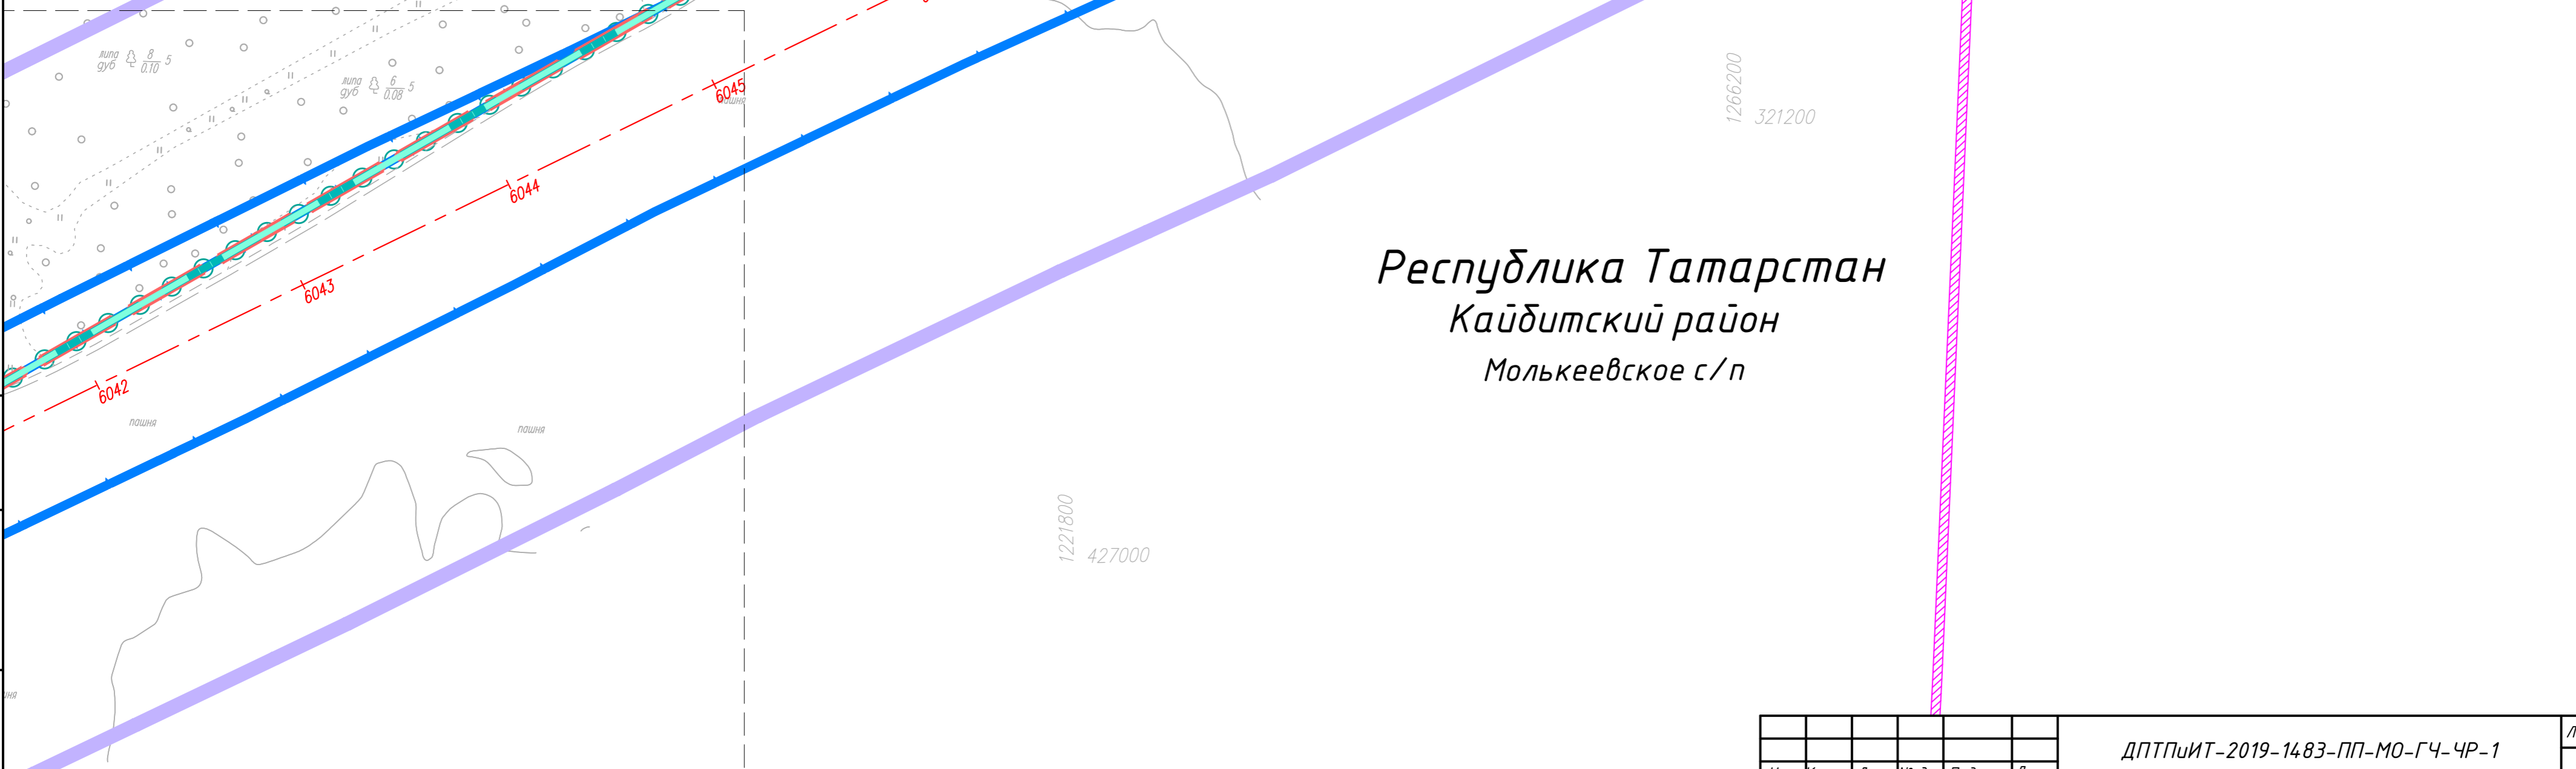 липа 8 5
дуб 0.10
липа 6 5
дуб 0.08
6045
пашня
1266200
321200
6044
6043
6042
Республика Татарстан
Кайбитский район
Молькеевское с/п
пашня
пашня
1221800
427000
ДПТПиИТ-2019-1483-ПП-МО-ГЧ-ЧР-1